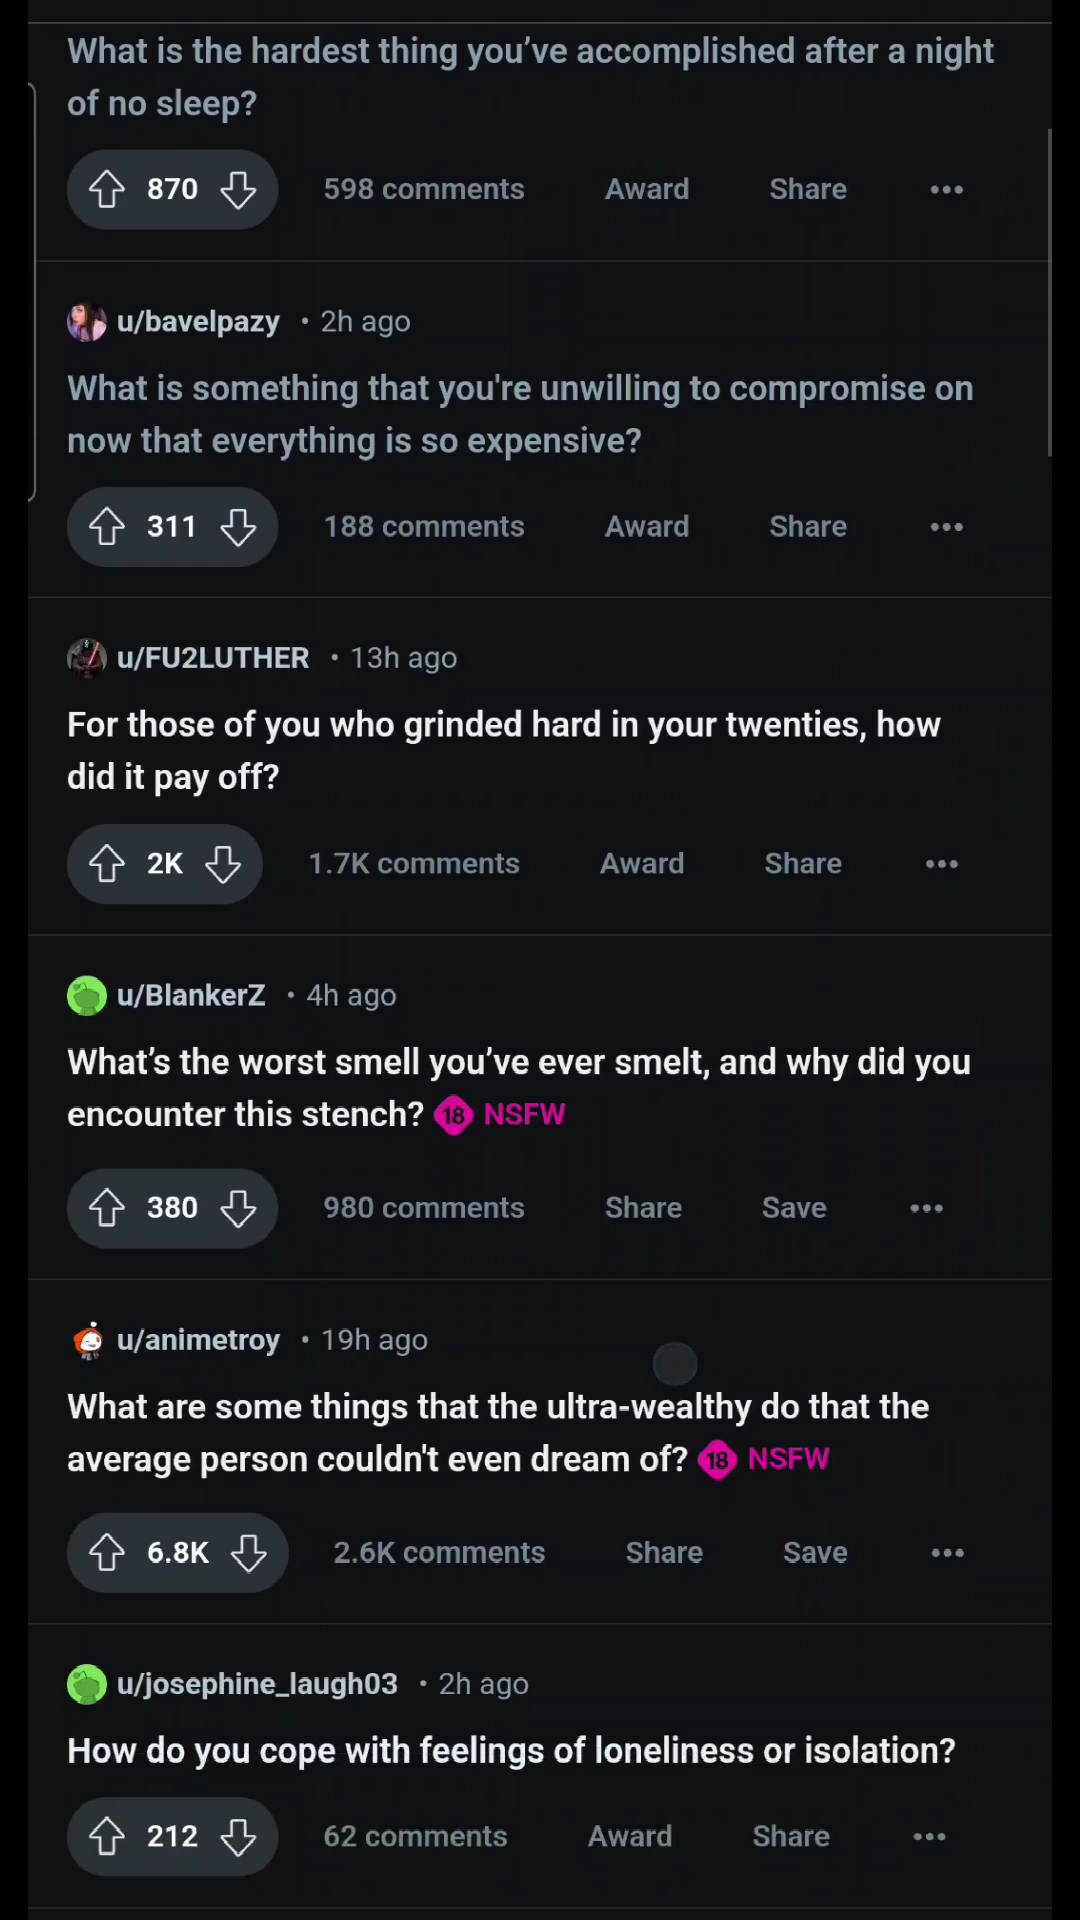 What is the hardest thing you’ve accomplished after a night
of no sleep?
870 598 comments Award Share
u/bavelpazy • 2h ago
What is something that you're unwilling to compromise on
now that everything is so expensive?
311 188 comments Award Share
u/FU2LUTHER • 13h ago
For those of you who grinded hard in your twenties, how
did it pay off?
2K 1.7K comments Award Share
u/BlankerZ • 4h ago
What’s the worst smell you’ve ever smelt, and why did you
encounter this stench? 18 NSFW
380 980 comments Share Save
u/animetroy • 19h ago
What are some things that the ultra-wealthy do that the
average person couldn't even dream of? 18 NSFW
6.8K 2.6K comments Share Save
u/josephine_laugh03 • 2h ago
How do you cope with feelings of loneliness or isolation?
212 62 comments Award Share